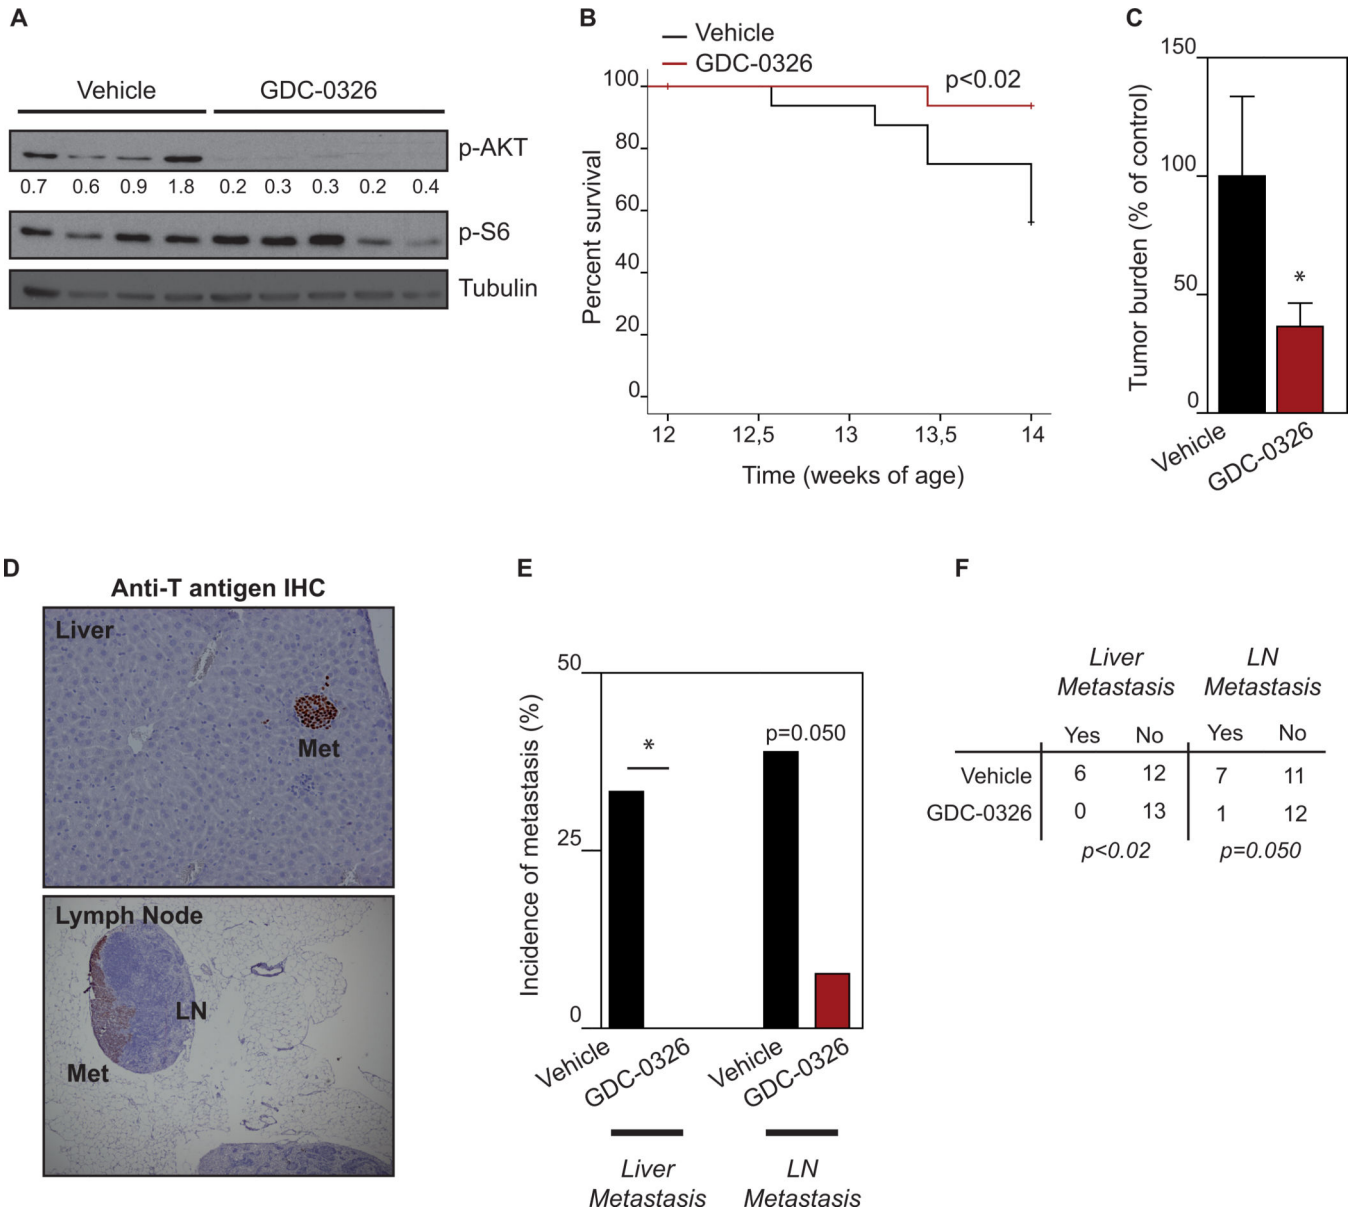 A
Vehicle GDC-0326
p-AKT
0.7 0.6 0.9 1.8 0.2 0.3 0.3 0.2 0.4
p-S6
Tubulin
B
Vehicle
GDC-0326
p<0.02
100
80
60
40
20
0
Percent survival
12 12,5 13 13,5 14
Time (weeks of age)
C
150
100
50
0
Tumor burden (% of control)
*
Vehicle
GDC-0326
D
Anti-T antigen IHC
Liver
Met
Lymph Node
LN
Met
E
50
25
0
Incidence of metastasis (%)
*
p=0.050
Vehicle GDC-0326 Vehicle GDC-0326
Liver LN
Metastasis Metastasis
F
Liver LN
Metastasis Metastasis
Yes No Yes No
Vehicle 6 12 7 11
GDC-0326 0 13 1 12
p<0.02 p=0.050